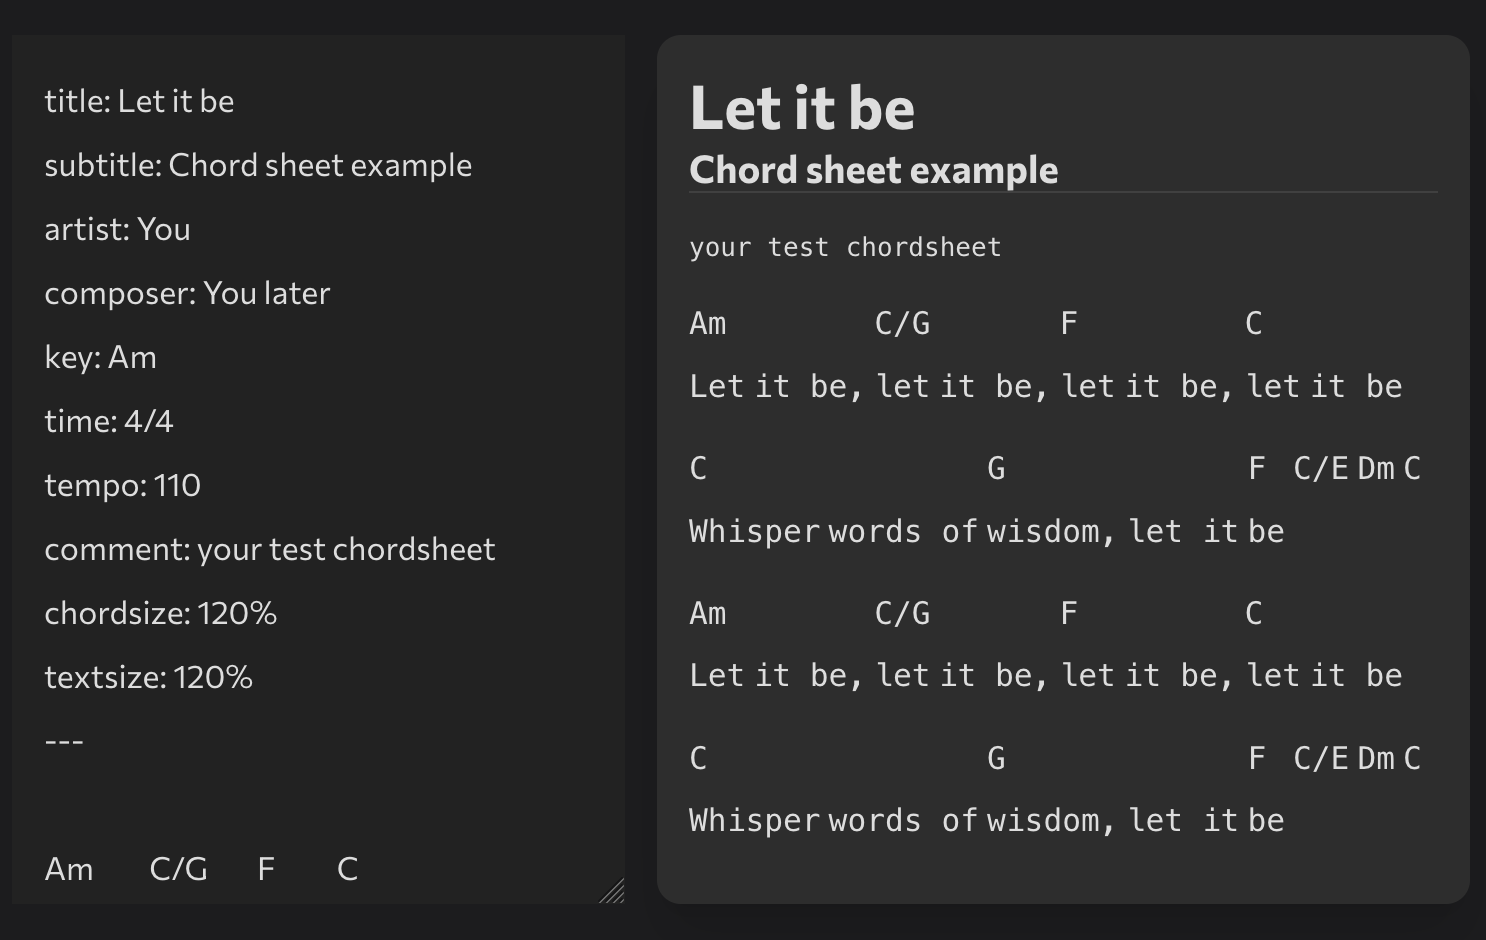 title: Let it be
subtitle: Chord sheet example
artist: You
composer: You later
key: Am
time: 4/4
tempo: 110
comment: your test chordsheet
chordsize: 120%
textsize: 120%
---
Am C/G F C
Let it be
Chord sheet example
your test chordsheet
Am C/G F C
Let it be, let it be, let it be, let it be
C G F C/E Dm C
Whisper words of wisdom, let it be
Am C/G F C
Let it be, let it be, let it be, let it be
C G F C/E Dm C
Whisper words of wisdom, let it be